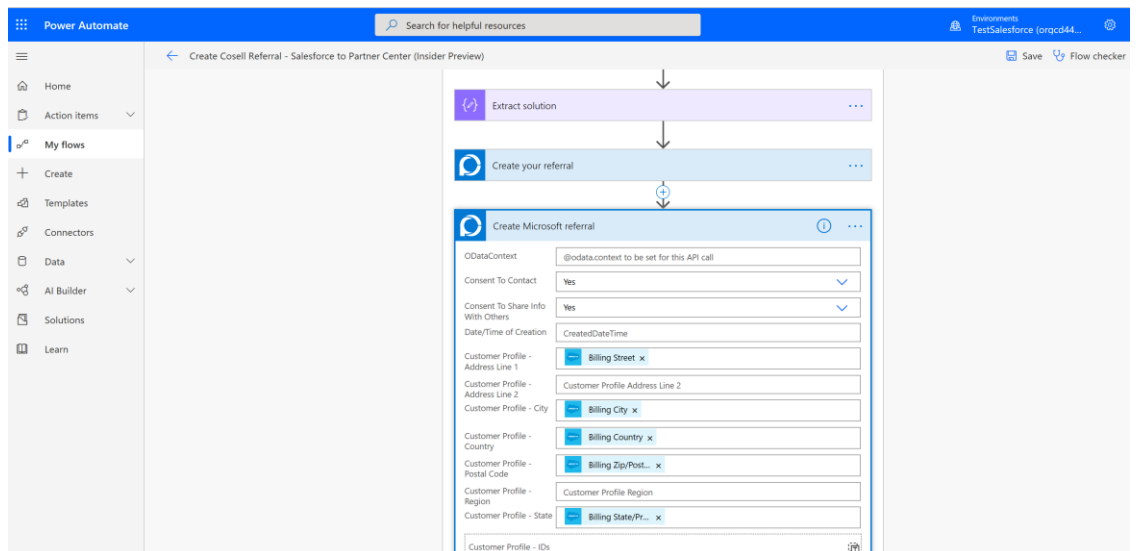 Power Automate
Search for helpful resources
Environments
TestSalesforce (orgcd44...
Create Cosell Referral - Salesforce to Partner Center (Insider Preview)
Save
Flow checker
Home
Action items
My flows
Create
Templates
Connectors
Data
AI Builder
Solutions
Learn
Extract solution
Create your referral
Create Microsoft referral
ODataContext
@odata.context to be set for this API call
Consent To Contact
Yes
Consent To Share Info
With Others
Yes
Date/Time of Creation
CreatedDateTime
Customer Profile -
Address Line 1
Billing Street x
Customer Profile -
Address Line 2
Customer Profile Address Line 2
Customer Profile - City
Billing City x
Customer Profile -
Country
Billing Country x
Customer Profile -
Postal Code
Billing Zip/Post... x
Customer Profile -
Region
Customer Profile Region
Customer Profile - State
Billing State/Pr... x
Customer Profile - IDs